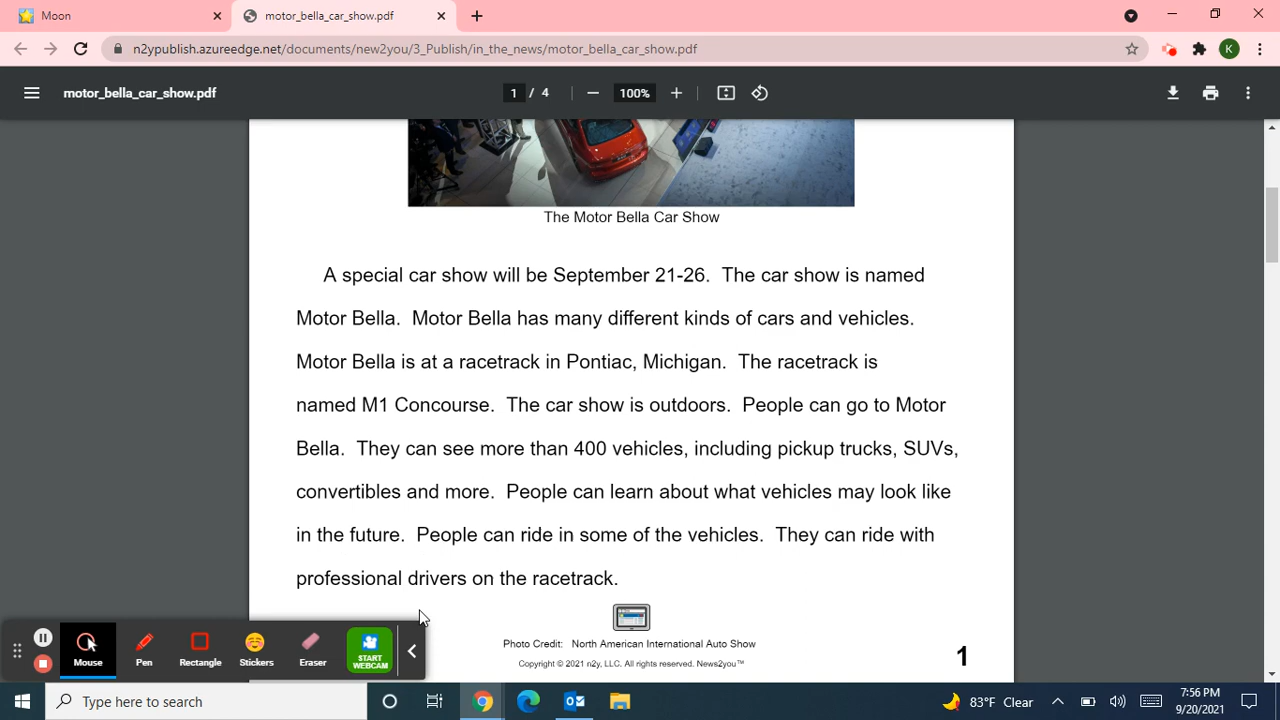 Moon
motor_bella_car_show.pdf
n2ypublish.azureedge.net/documents/new2you/3_Publish/in_the_news/motor_bella_car_show.pdf
K
motor_bella_car_show.pdf
1 / 4
100%
The Motor Bella Car Show
A special car show will be September 21-26. The car show is named
Motor Bella. Motor Bella has many different kinds of cars and vehicles.
Motor Bella is at a racetrack in Pontiac, Michigan. The racetrack is
named M1 Concourse. The car show is outdoors. People can go to Motor
Bella. They can see more than 400 vehicles, including pickup trucks, SUVs,
convertibles and more. People can learn about what vehicles may look like
in the future. People can ride in some of the vehicles. They can ride with
professional drivers on the racetrack.
Photo Credit: North American International Auto Show
Copyright © 2021 n2y, LLC. All rights reserved. News2you™
1
Mouse
Pen
Rectangle
Stickers
Eraser
START
WEBCAM
Type here to search
83°F Clear
7:56 PM
9/20/2021